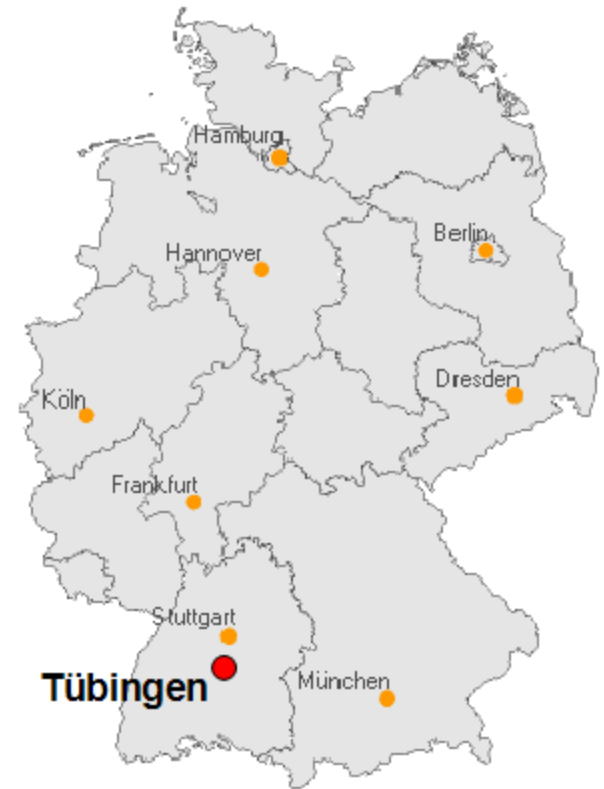 Hamburg
Berlin
Hannover
Dresden
Köln
Frankfurt
Stuttgart
Tübingen
München